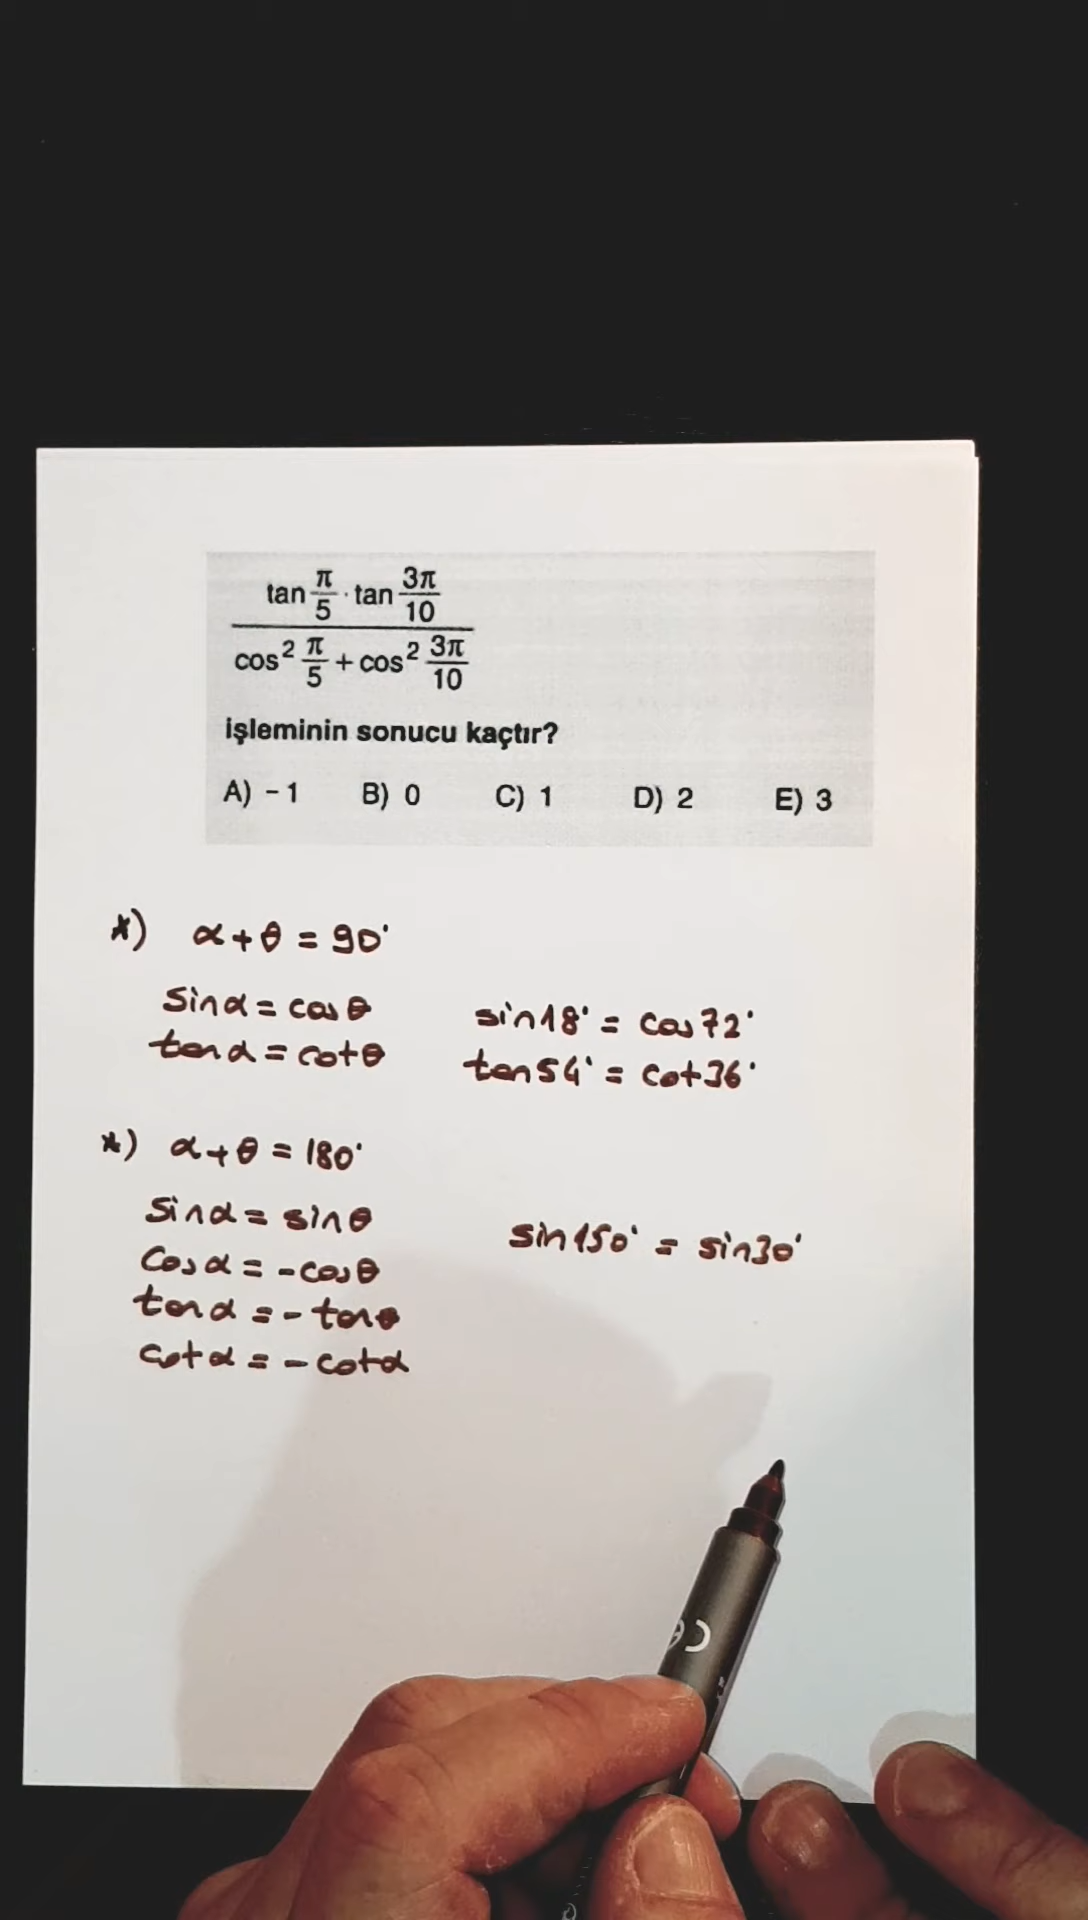 tan π/5 · tan 3π/10
cos² π/5 + cos² 3π/10
işleminin sonucu kaçtır?
A) - 1 B) 0 C) 1 D) 2 E) 3
*) α + θ = 90°
sinα = cosθ sin18° = cos72°
tanα = cotθ tan54° = cot36°
*) α + θ = 180°
sinα = sinθ sin150° = sin30°
cosα = -cosθ
tanα = - tanθ
cotα = - cotα